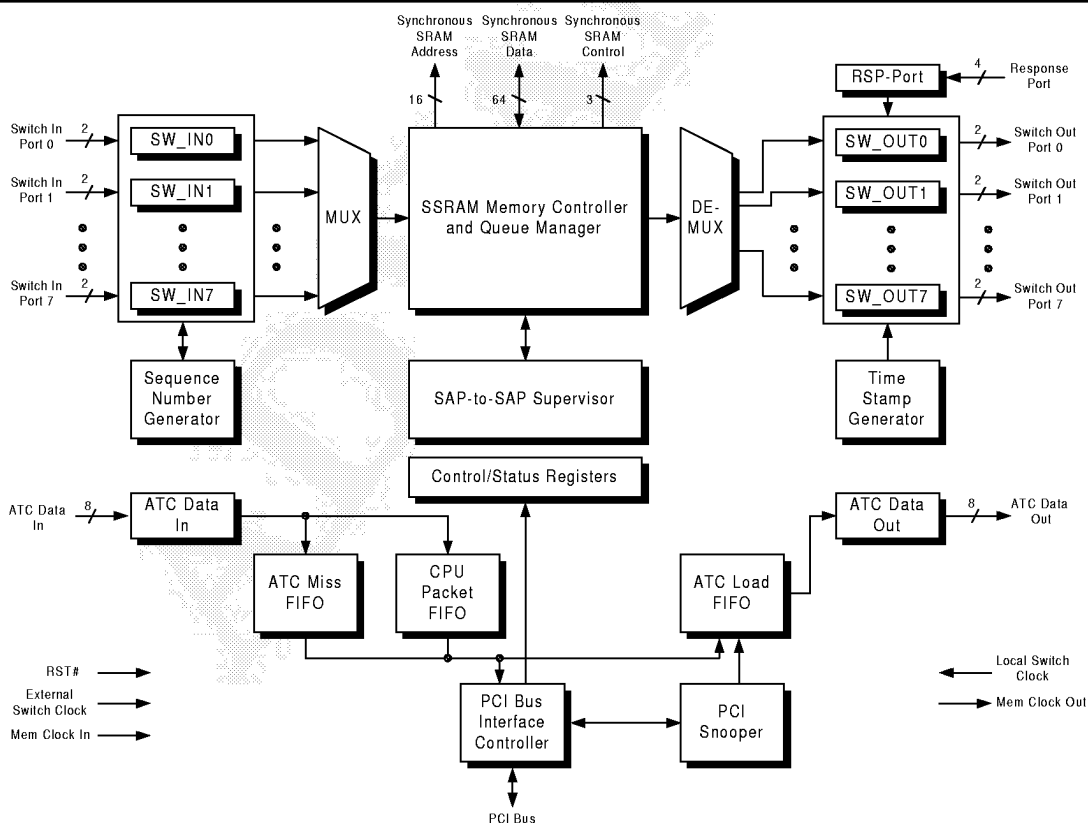 Synchronous
SRAM
Address
Synchronous
SRAM
Data
Synchronous
SRAM
Control
16
64
3
RSP-Port
4
Response
Port
Switch In
Port 0
2
SW_IN0
Switch In
Port 1
2
SW_IN1
Switch In
Port 7
2
SW_IN7
MUX
SSRAM Memory Controller
and Queue Manager
DE-
MUX
SW_OUT0
2
Switch Out
Port 0
SW_OUT1
2
Switch Out
Port 1
SW_OUT7
2
Switch Out
Port 7
Sequence
Number
Generator
SAP-to-SAP Supervisor
Time
Stamp
Generator
Control/Status Registers
ATC Data
In
8
ATC Data
In
ATC Data
Out
8
ATC Data
Out
ATC Miss
FIFO
CPU
Packet
FIFO
ATC Load
FIFO
RST#
External
Switch Clock
Mem Clock In
PCI Bus
Interface
Controller
PCI
Snooper
Local Switch
Clock
Mem Clock Out
PCI Bus